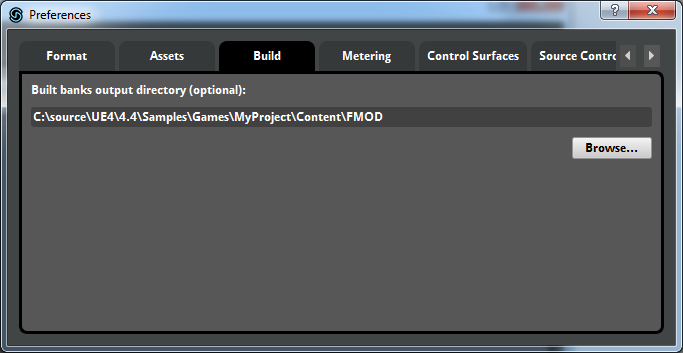 Preferences
Format Assets Build Metering Control Surfaces Source Contro
Built banks output directory (optional):
C:\source\UE4\4.4\Samples\Games\MyProject\Content\FMOD
Browse...